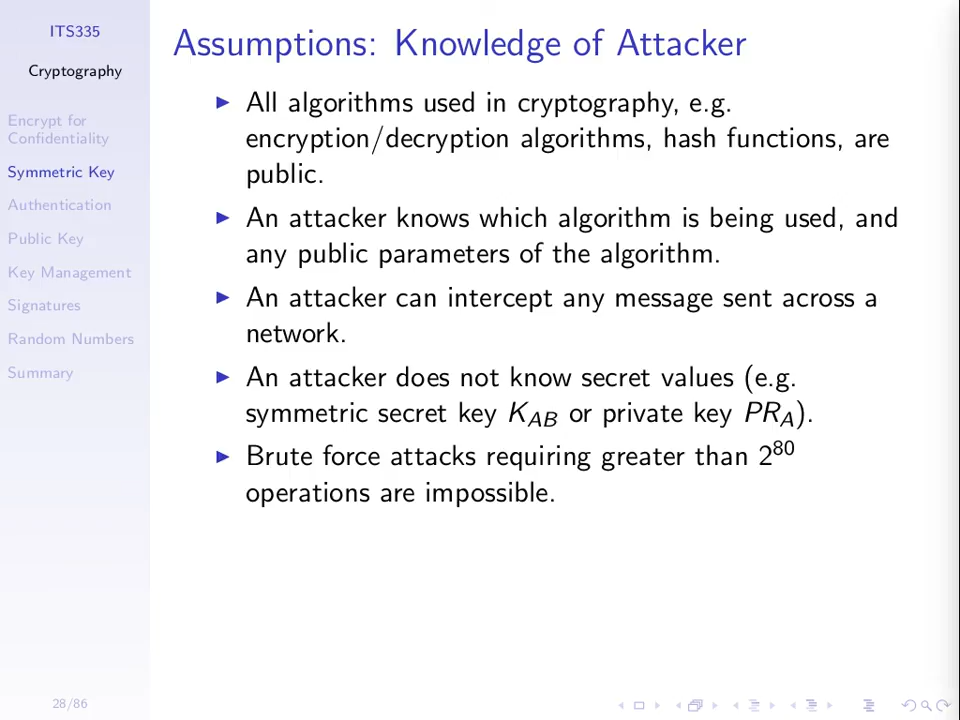 ITS335
Cryptography
Encrypt for
Confidentiality
Symmetric Key
Authentication
Public Key
Key Management
Signatures
Random Numbers
Summary
28/86
Assumptions: Knowledge of Attacker
▶ All algorithms used in cryptography, e.g.
encryption/decryption algorithms, hash functions, are
public.
▶ An attacker knows which algorithm is being used, and
any public parameters of the algorithm.
▶ An attacker can intercept any message sent across a
network.
▶ An attacker does not know secret values (e.g.
symmetric secret key K_AB or private key PR_A).
▶ Brute force attacks requiring greater than 2^80
operations are impossible.